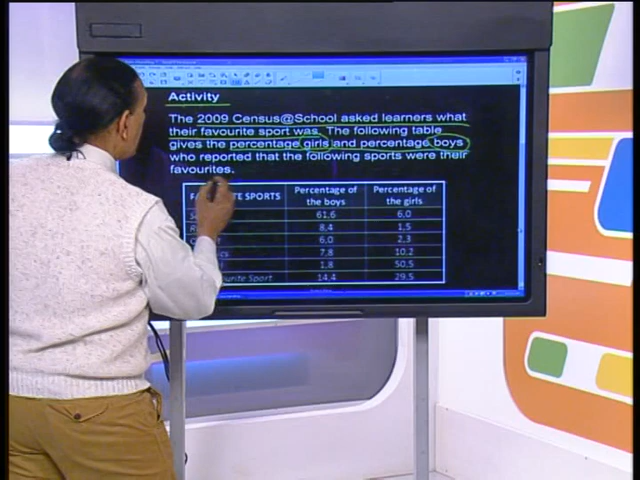 Activity
The 2009 Census@School asked learners what
their favourite sport was. The following table
gives the percentage girls and percentage boys
who reported that the following sports were their
favourites.
SPORTS Percentage of the boys Percentage of the girls
61,6 6,0
8,4 1,5
6,0 2,3
7,8 10,2
1,8 50,5
Sport 14,4 29,5